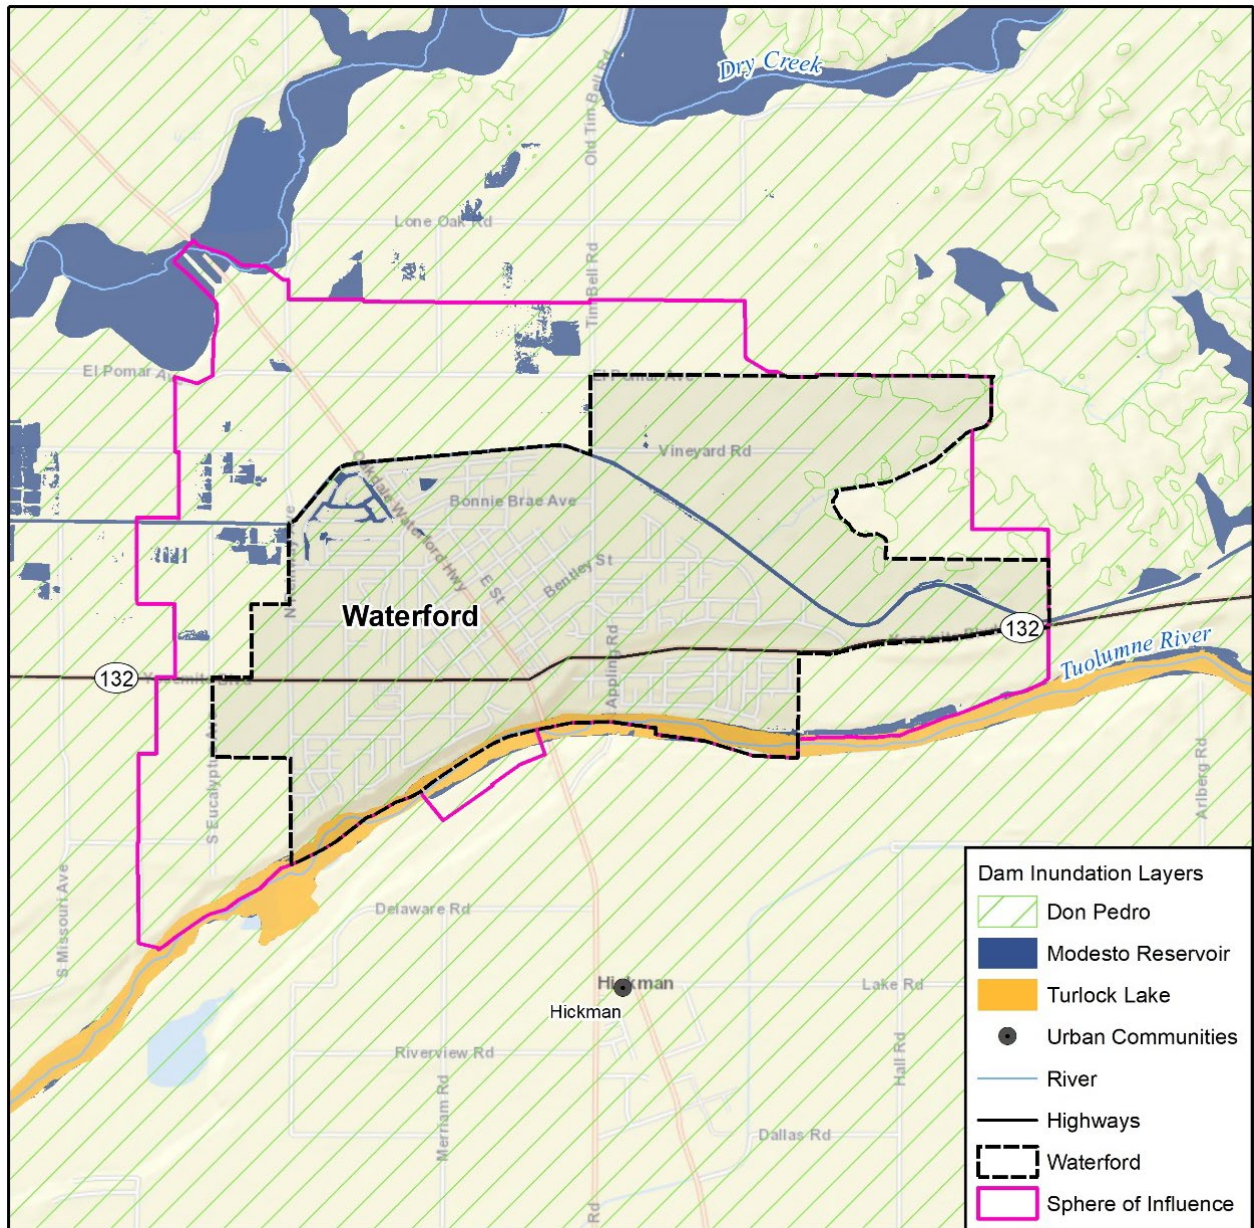 Dry Creek
Old Tim Bell Rd
Lone Oak Rd
Tim Bell Rd
El Pomar Ave
El Pomar Ave
Vineyard Rd
Oakdale Waterford Hwy
Bonnie Brae Ave
E St
Bentley St
Waterford
132
132
Tuolumne River
Appling Rd
S Eucalyptus A
Arlberg Rd
S Missouri Ave
Delaware Rd
Hickman
Hickman
Lake Rd
Riverview Rd
Merriam Rd
Hall Rd
Dallas Rd
Rd
Dam Inundation Layers
Don Pedro
Modesto Reservoir
Turlock Lake
Urban Communities
River
Highways
Waterford
Sphere of Influence